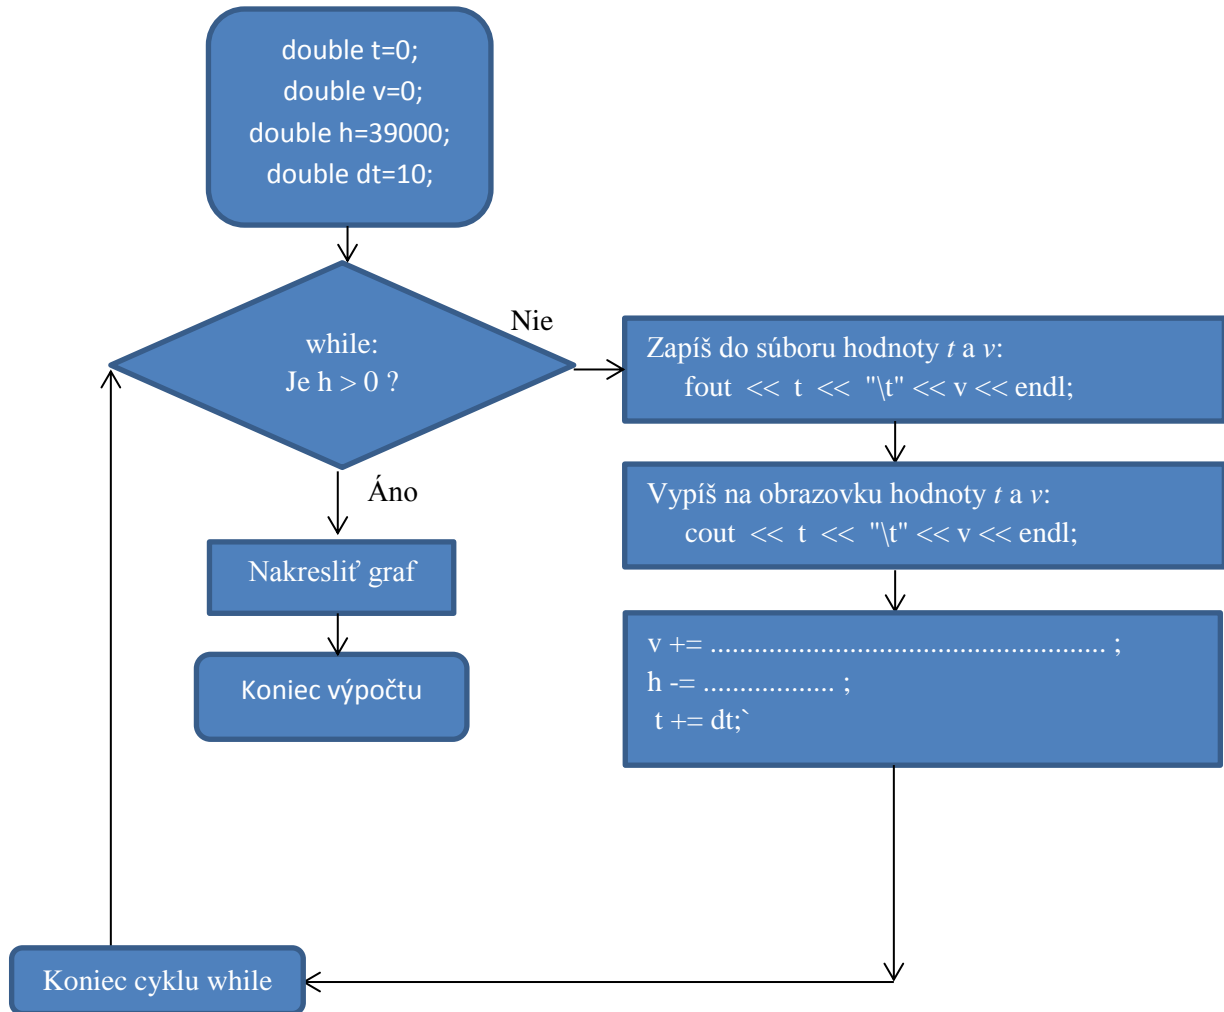 double t=0;
double v=0;
double h=39000;
double dt=10;
while:
Je h > 0 ?
Nie
Zapíš do súboru hodnoty t a v:
fout << t << "\t" << v << endl;
Vypíš na obrazovku hodnoty t a v:
cout << t << "\t" << v << endl;
v += ...................................................... ;
h -= .................. ;
t += dt;`
Áno
Nakresliť graf
Koniec výpočtu
Koniec cyklu while